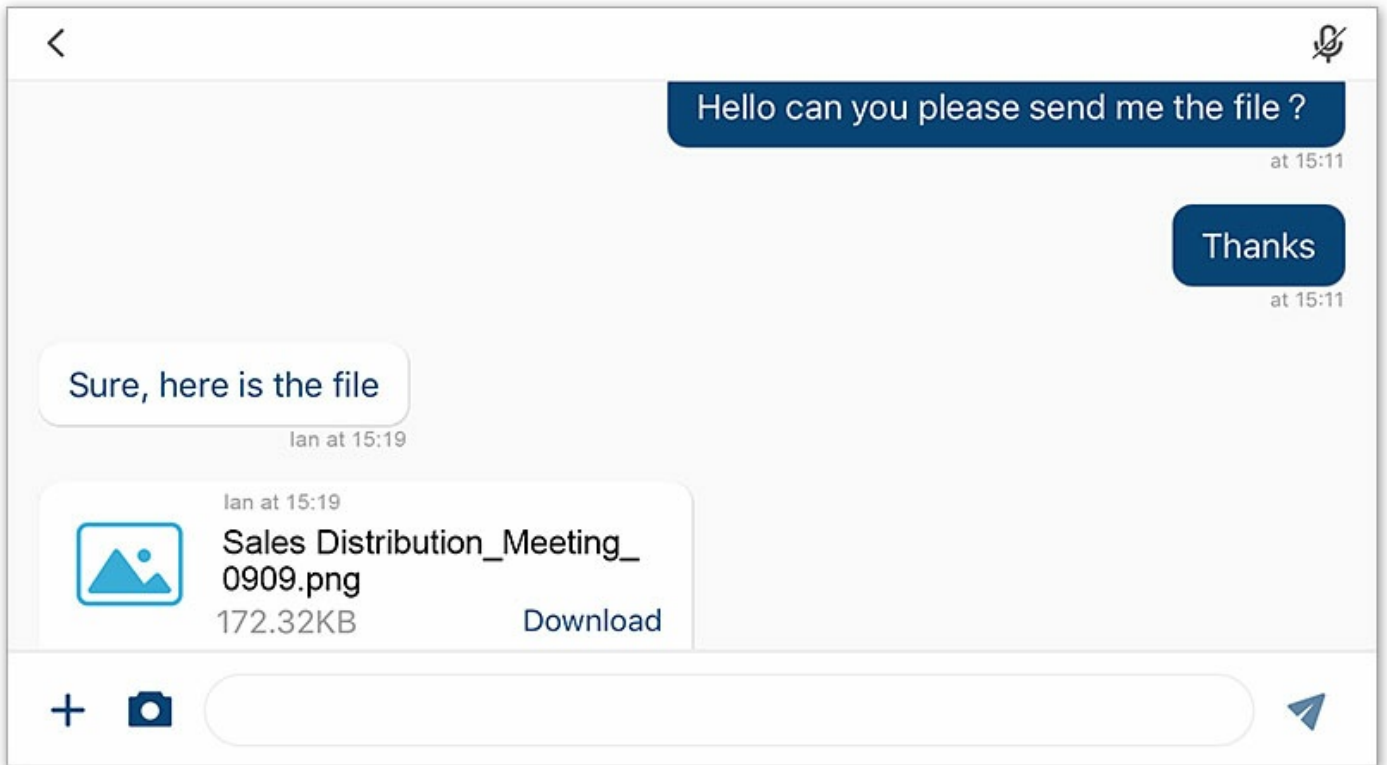 Hello can you please send me the file ?
at 15:11
Thanks
at 15:11
Sure, here is the file
Ian at 15:19
Ian at 15:19
Sales Distribution_Meeting_
0909.png
172.32KB
Download